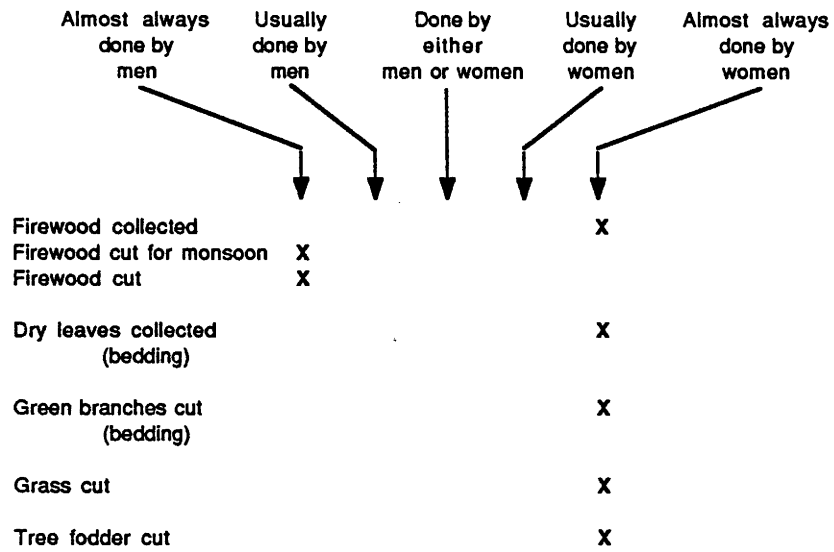 Almost always done by men
Usually done by men
Done by either men or women
Usually done by women
Almost always done by women
Firewood collected X
Firewood cut for monsoon X
Firewood cut X
Dry leaves collected X
(bedding)
Green branches cut X
(bedding)
Grass cut X
Tree fodder cut X